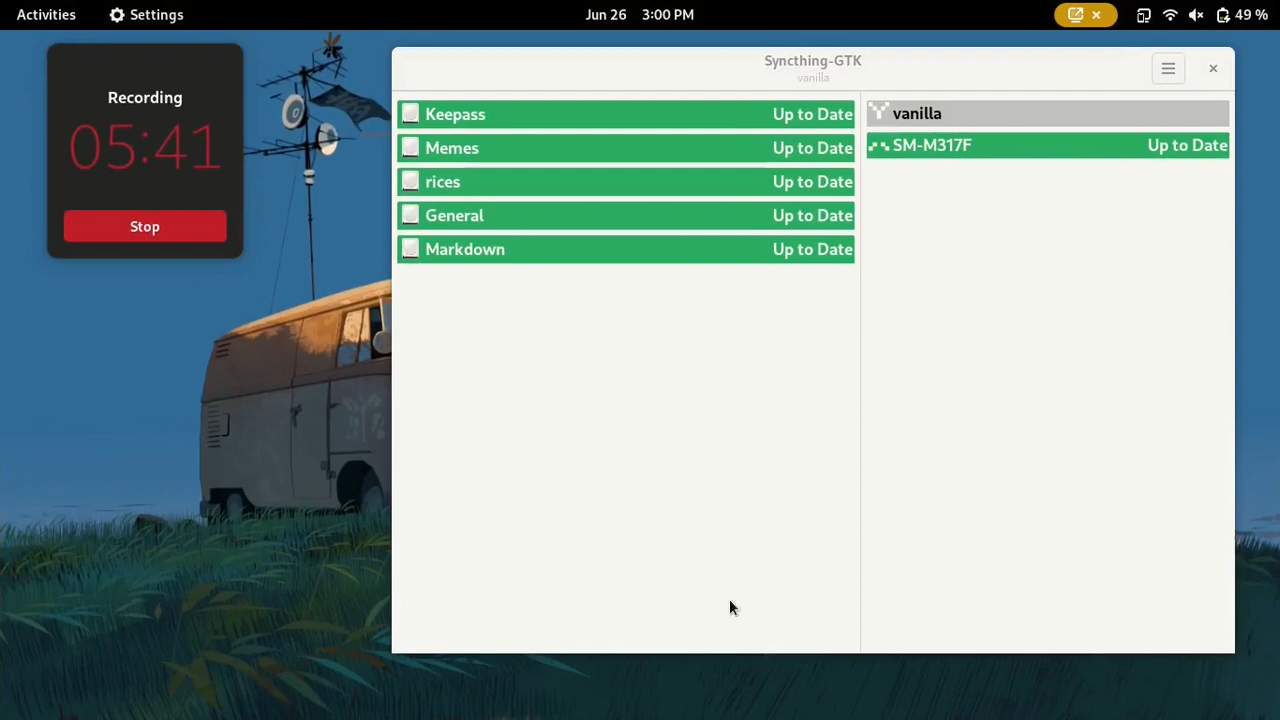 Activities Settings Jun 26 3:00 PM 49 %
Recording
05:41
Stop
Syncthing-GTK
vanilla
Keepass Up to Date
Memes Up to Date
rices Up to Date
General Up to Date
Markdown Up to Date
vanilla
SM-M317F Up to Date